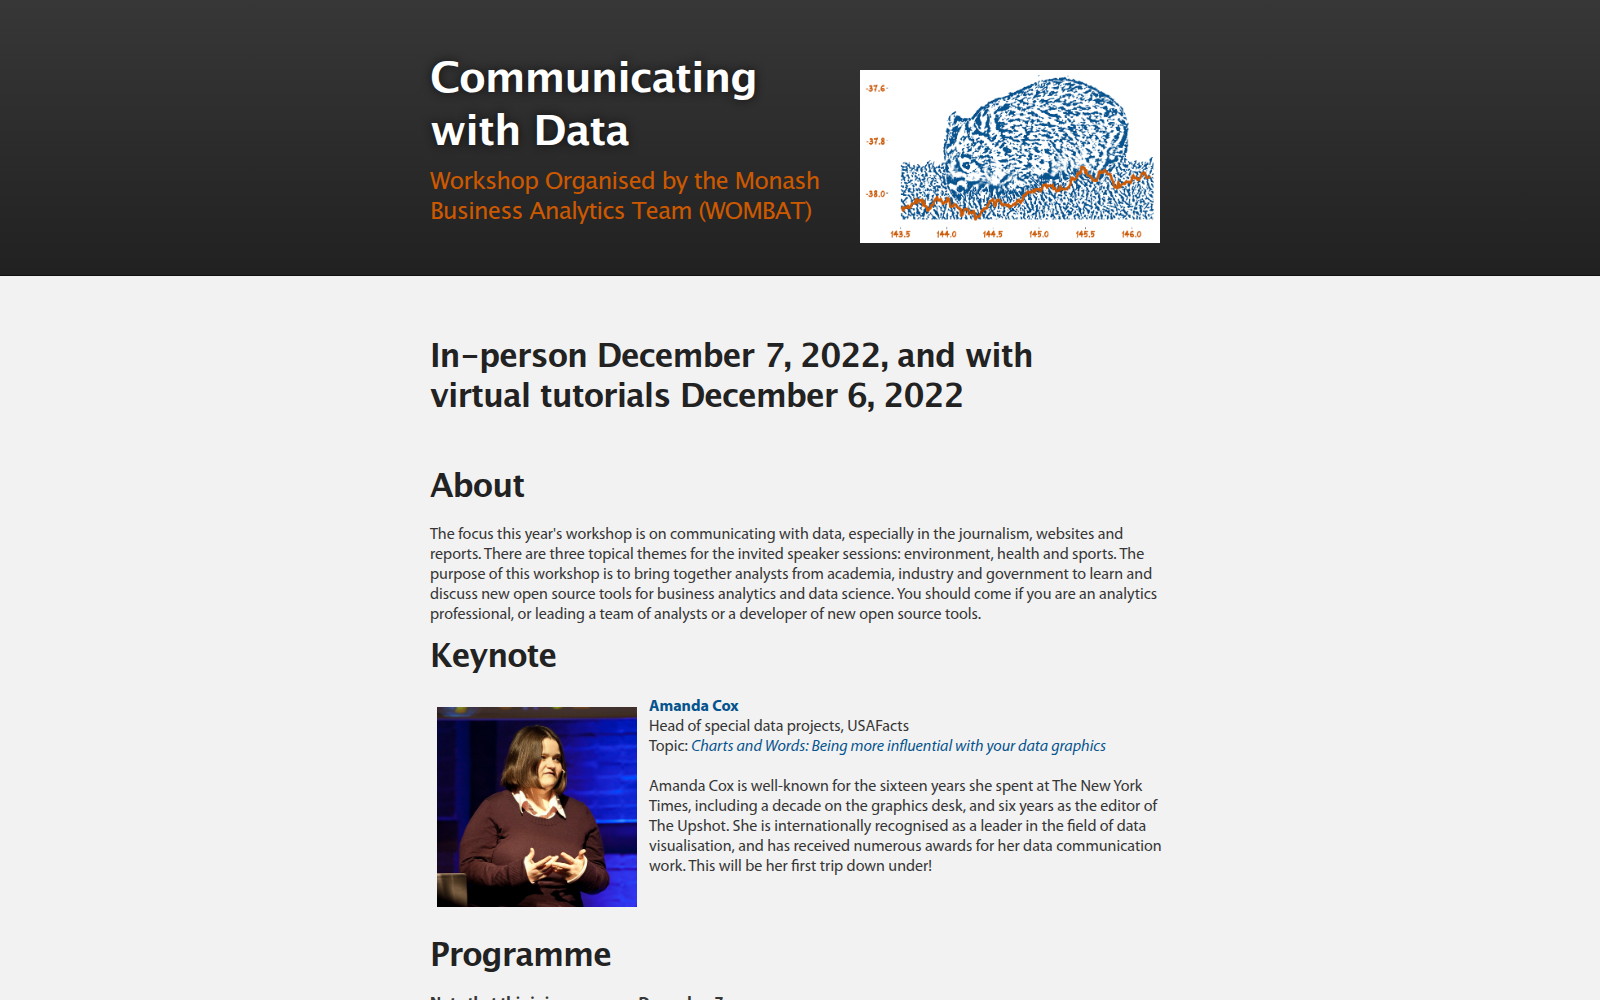 Communicating
with Data
Workshop Organised by the Monash
Business Analytics Team (WOMBAT)
-37.6-
-37.8
-38.0-
143.5 144.0 144.5 145.0 145.5 146.0
In-person December 7, 2022, and with
virtual tutorials December 6, 2022
About
The focus this year's workshop is on communicating with data, especially in the journalism, websites and
reports. There are three topical themes for the invited speaker sessions: environment, health and sports. The
purpose of this workshop is to bring together analysts from academia, industry and government to learn and
discuss new open source tools for business analytics and data science. You should come if you are an analytics
professional, or leading a team of analysts or a developer of new open source tools.
Keynote
Amanda Cox
Head of special data projects, USAFacts
Topic: Charts and Words: Being more influential with your data graphics
Amanda Cox is well-known for the sixteen years she spent at The New York
Times, including a decade on the graphics desk, and six years as the editor of
The Upshot. She is internationally recognised as a leader in the field of data
visualisation, and has received numerous awards for her data communication
work. This will be her first trip down under!
Programme